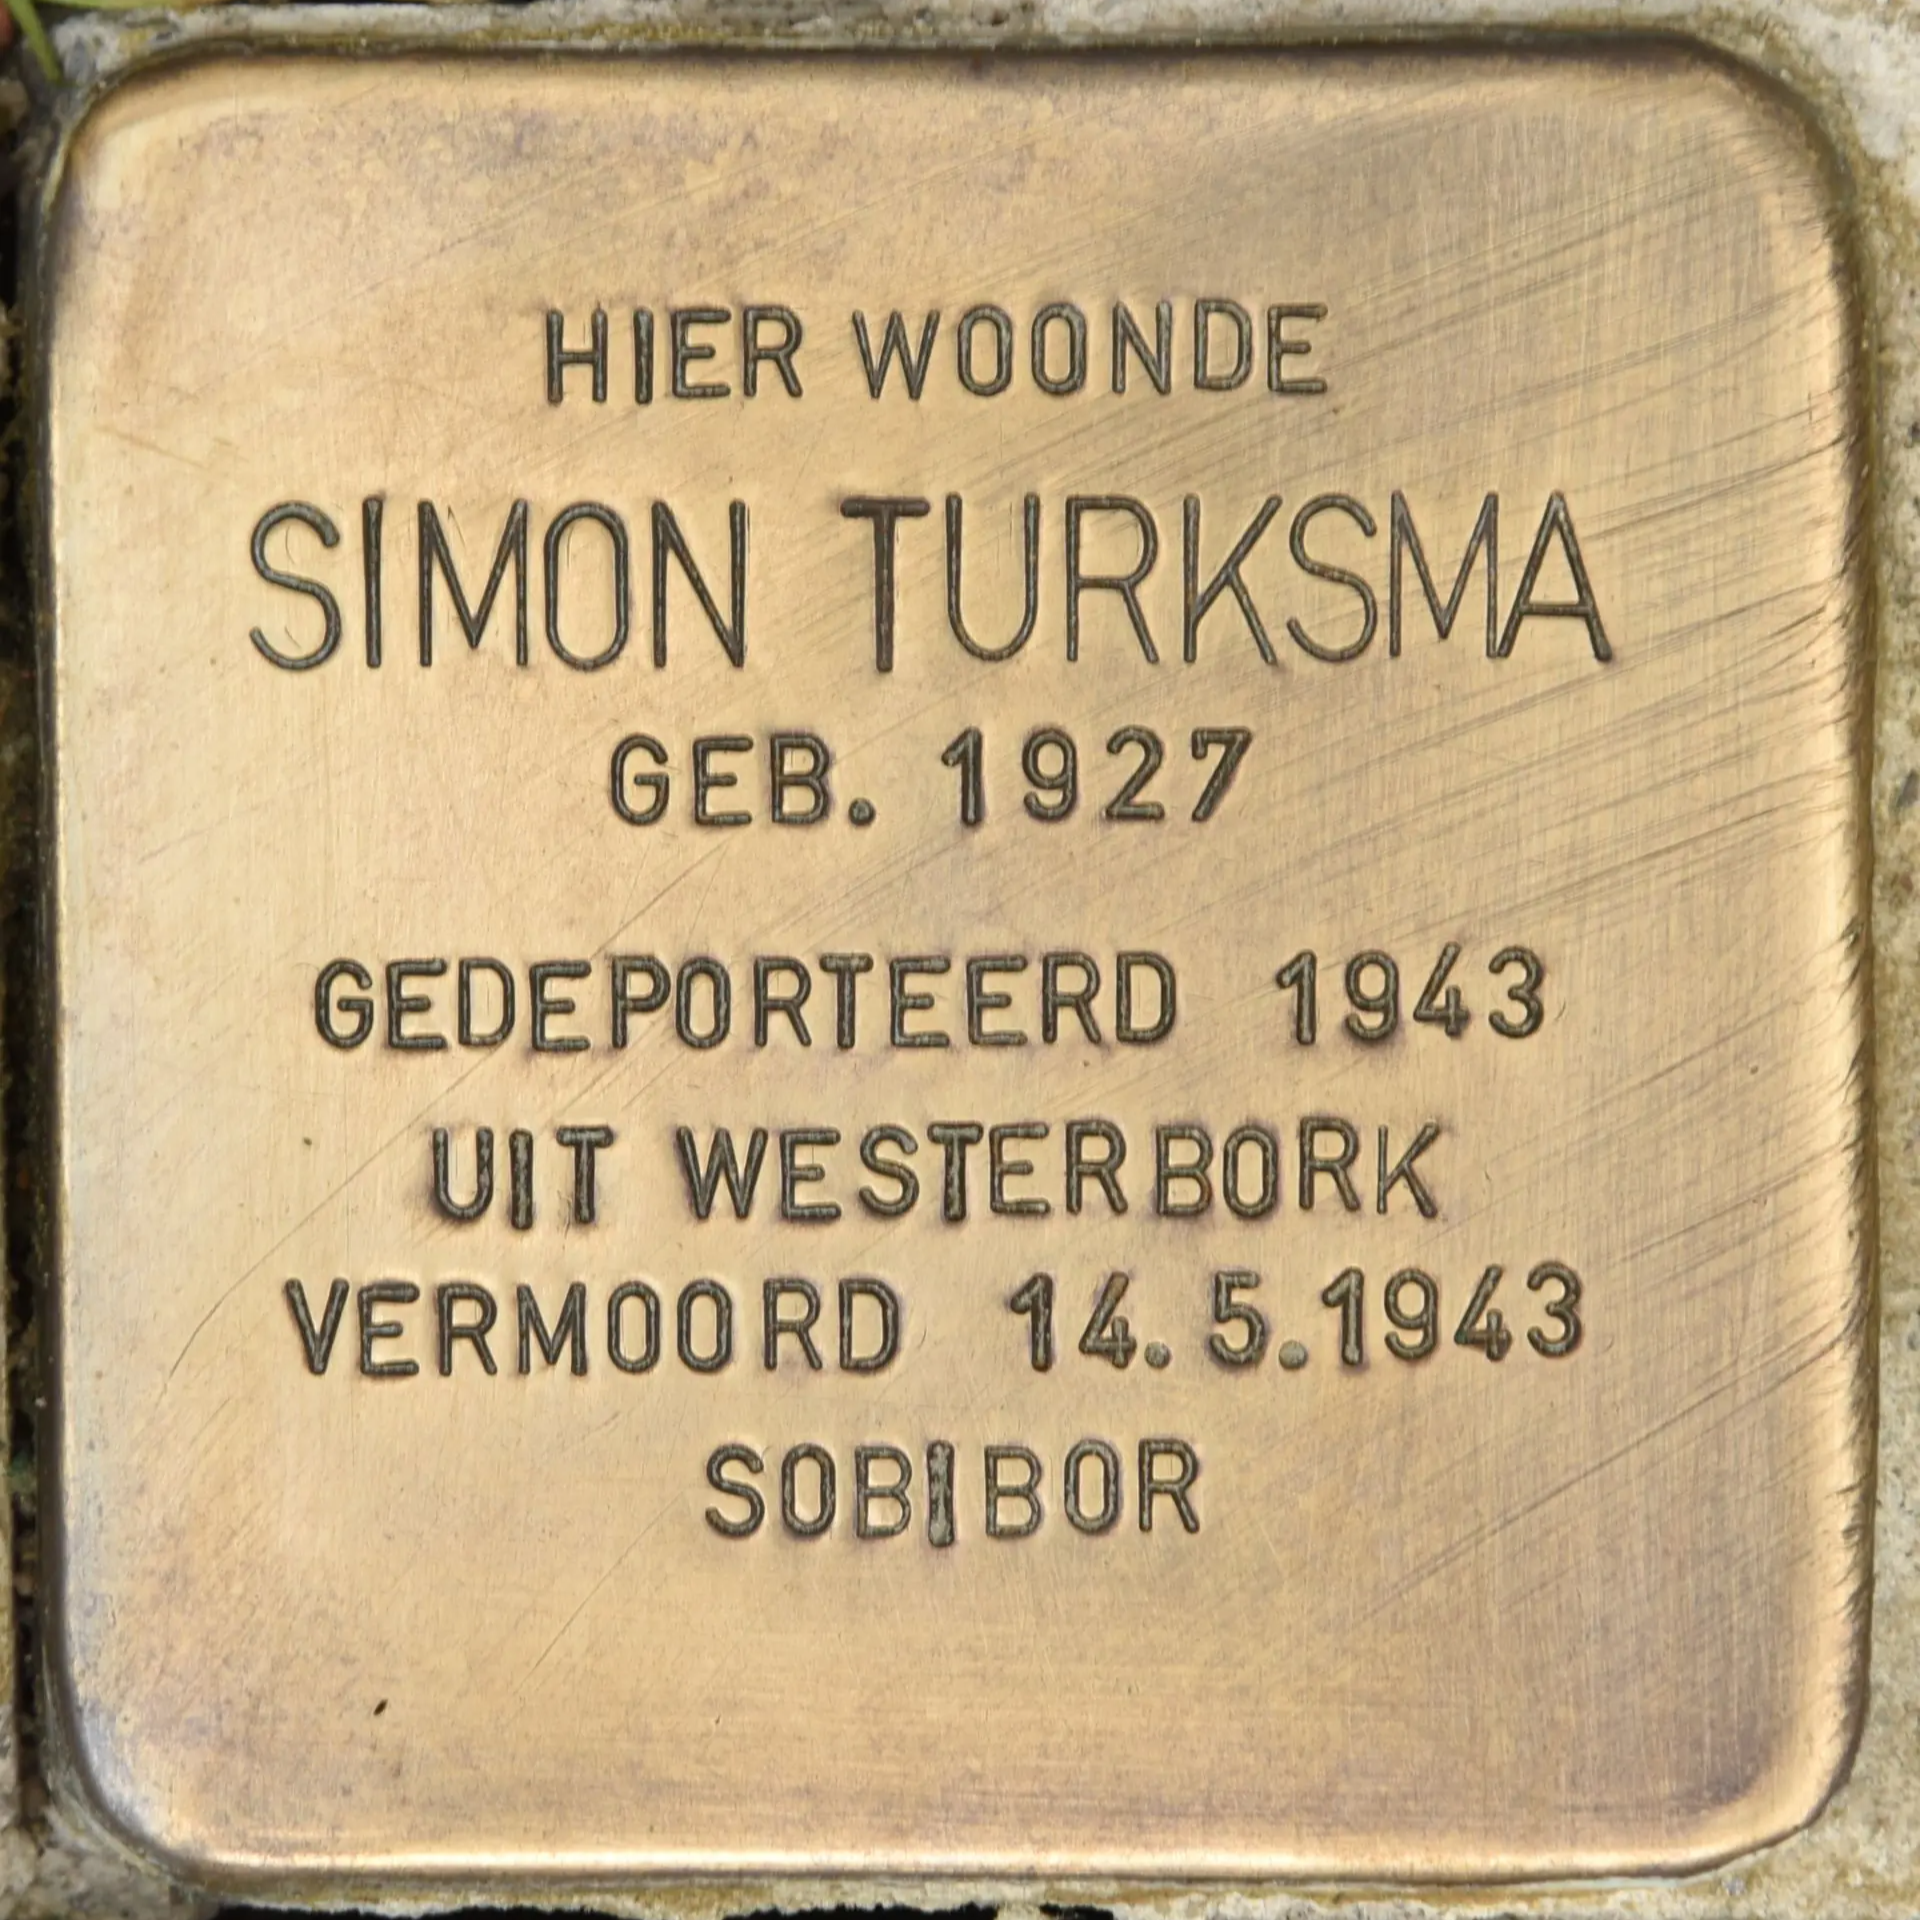 HIER WOONDE
SIMON TURKSMA
GEB. 1927
GEDEPORTEERD 1943
UIT WESTERBORK
VERMOORD 14.5.1943
SOBIBOR